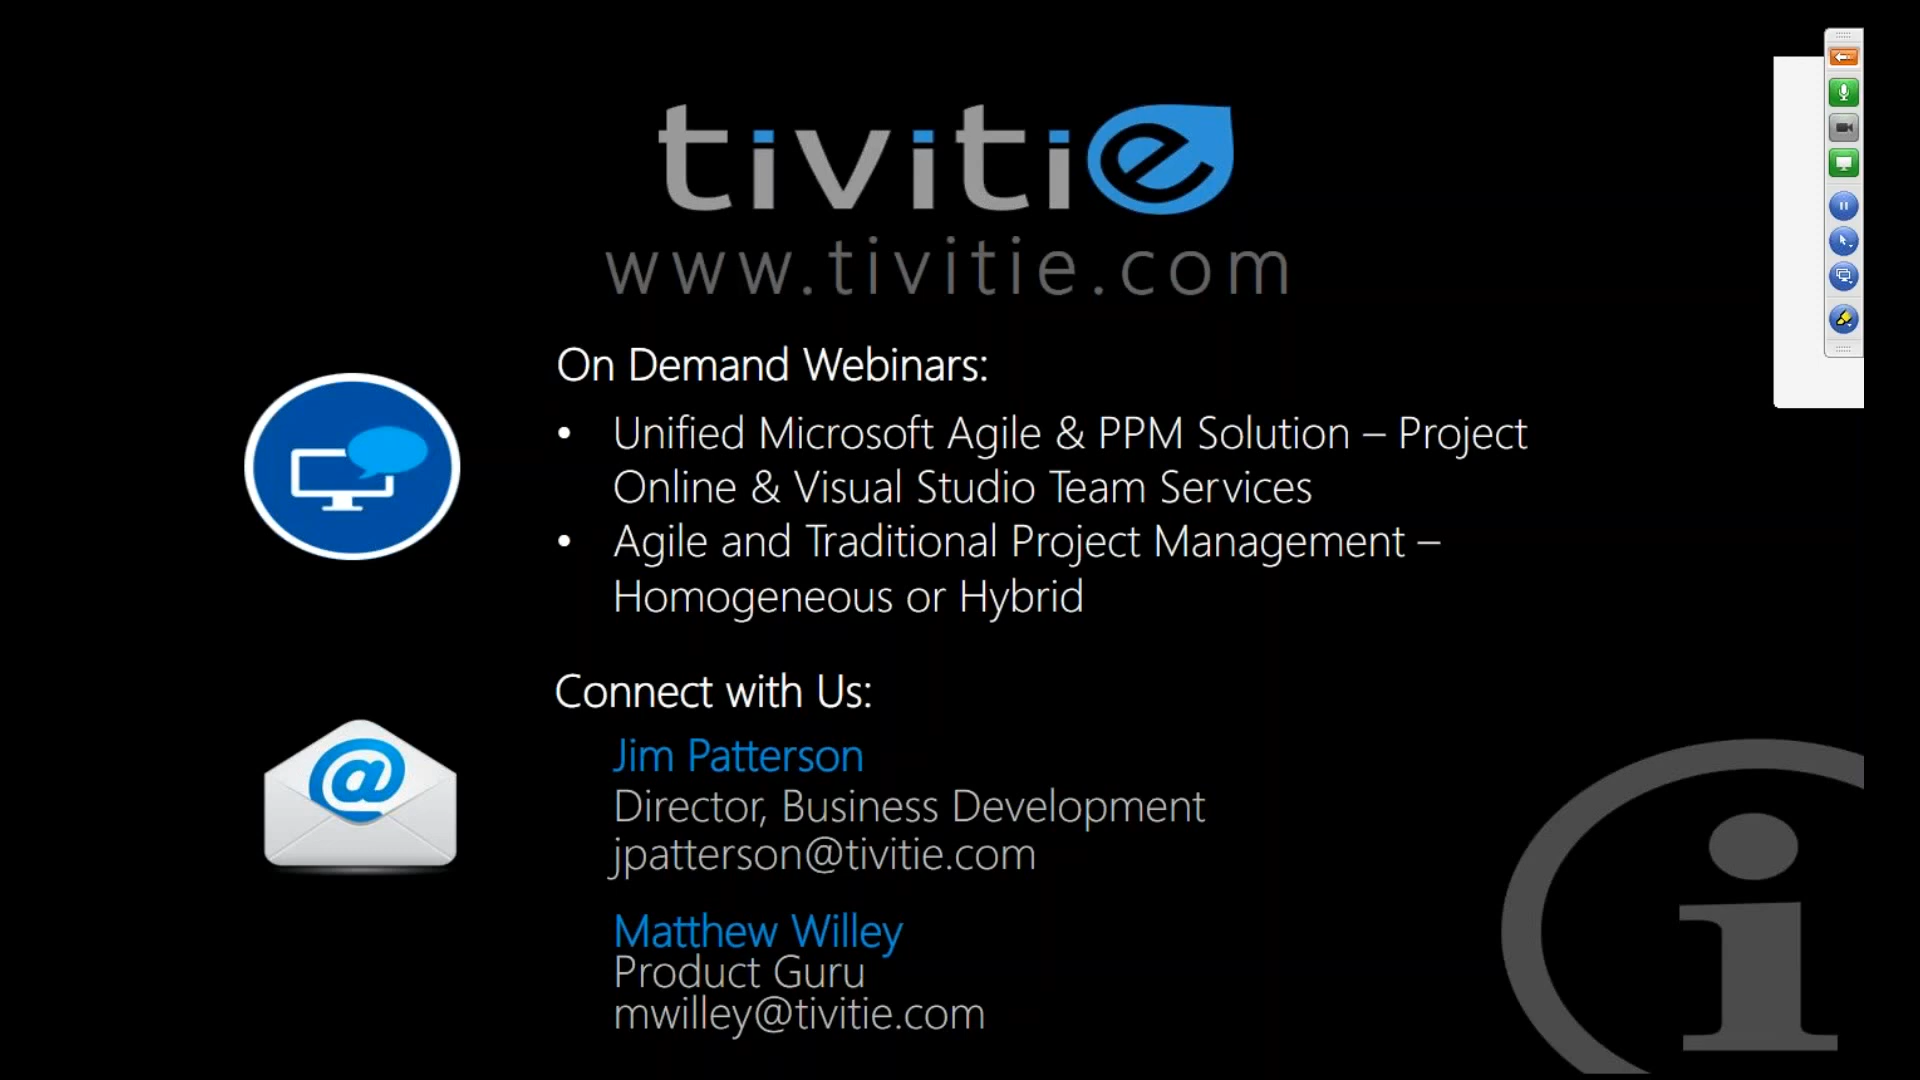 tivitie
www.tivitie.com
On Demand Webinars:
• Unified Microsoft Agile & PPM Solution – Project
Online & Visual Studio Team Services
• Agile and Traditional Project Management –
Homogeneous or Hybrid
Connect with Us:
Jim Patterson
Director, Business Development
jpatterson@tivitie.com
Matthew Willey
Product Guru
mwilley@tivitie.com